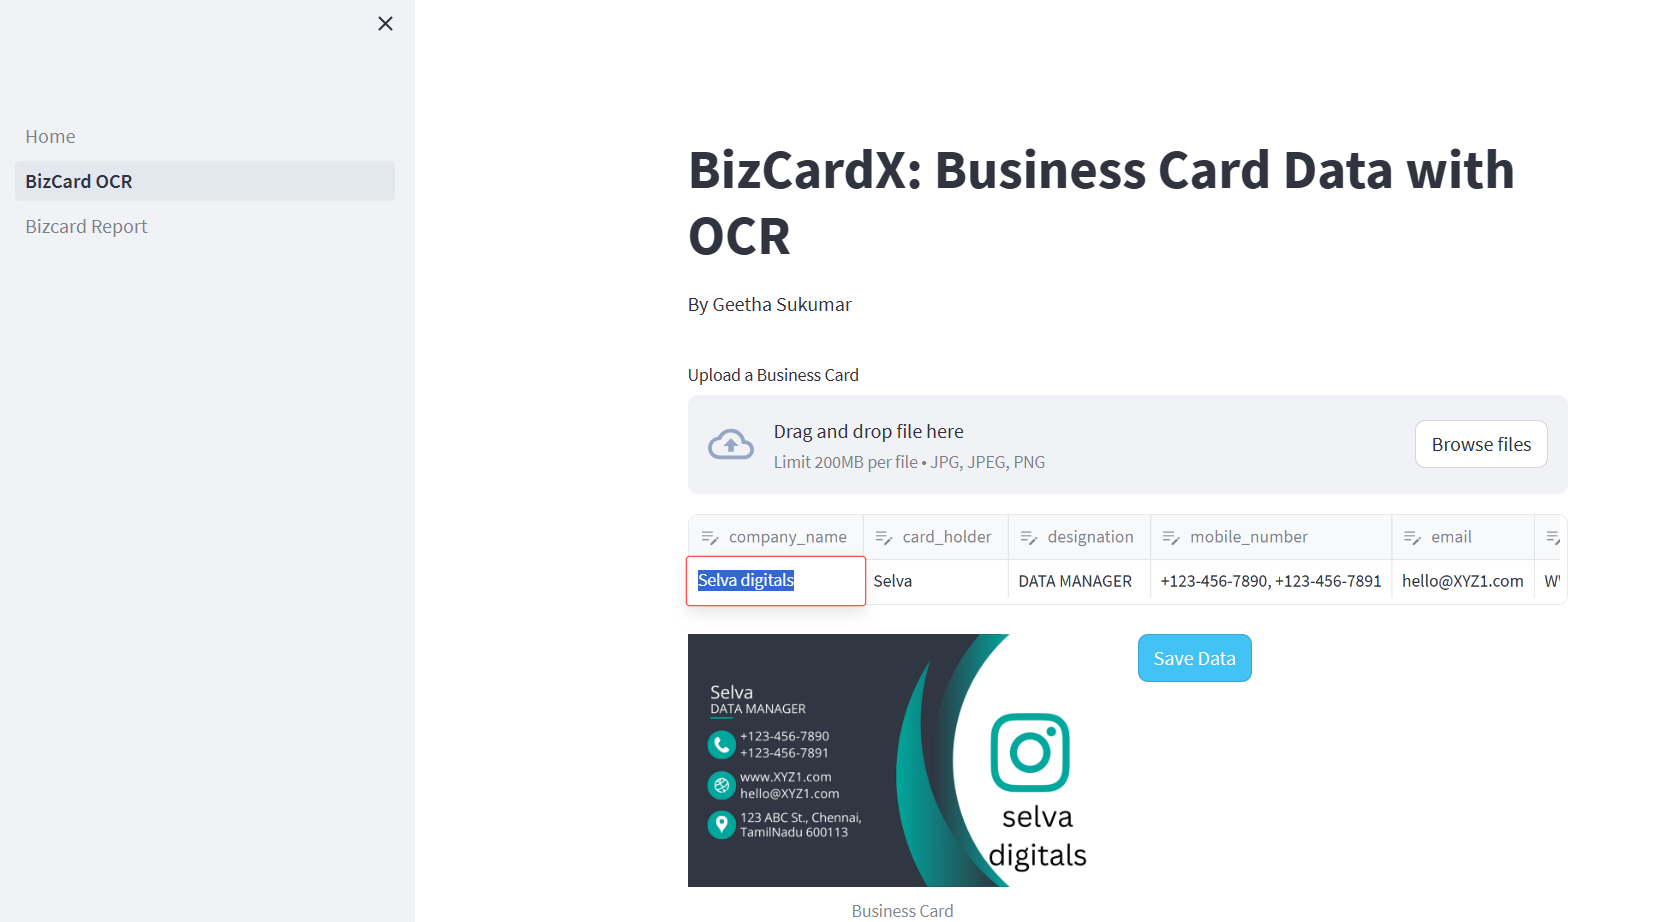 Home
BizCard OCR
Bizcard Report
BizCardX: Business Card Data with
OCR
By Geetha Sukumar
Upload a Business Card
Drag and drop file here
Limit 200MB per file • JPG, JPEG, PNG
Browse files
company_name card_holder designation mobile_number email
Selva digitals Selva DATA MANAGER +123-456-7890, +123-456-7891 hello@XYZ1.com
Save Data
Selva
DATA MANAGER
+123-456-7890
+123-456-7891
www.XYZ1.com
hello@XYZ1.com
123 ABC St., Chennai,
TamilNadu 600113
selva
digitals
Business Card